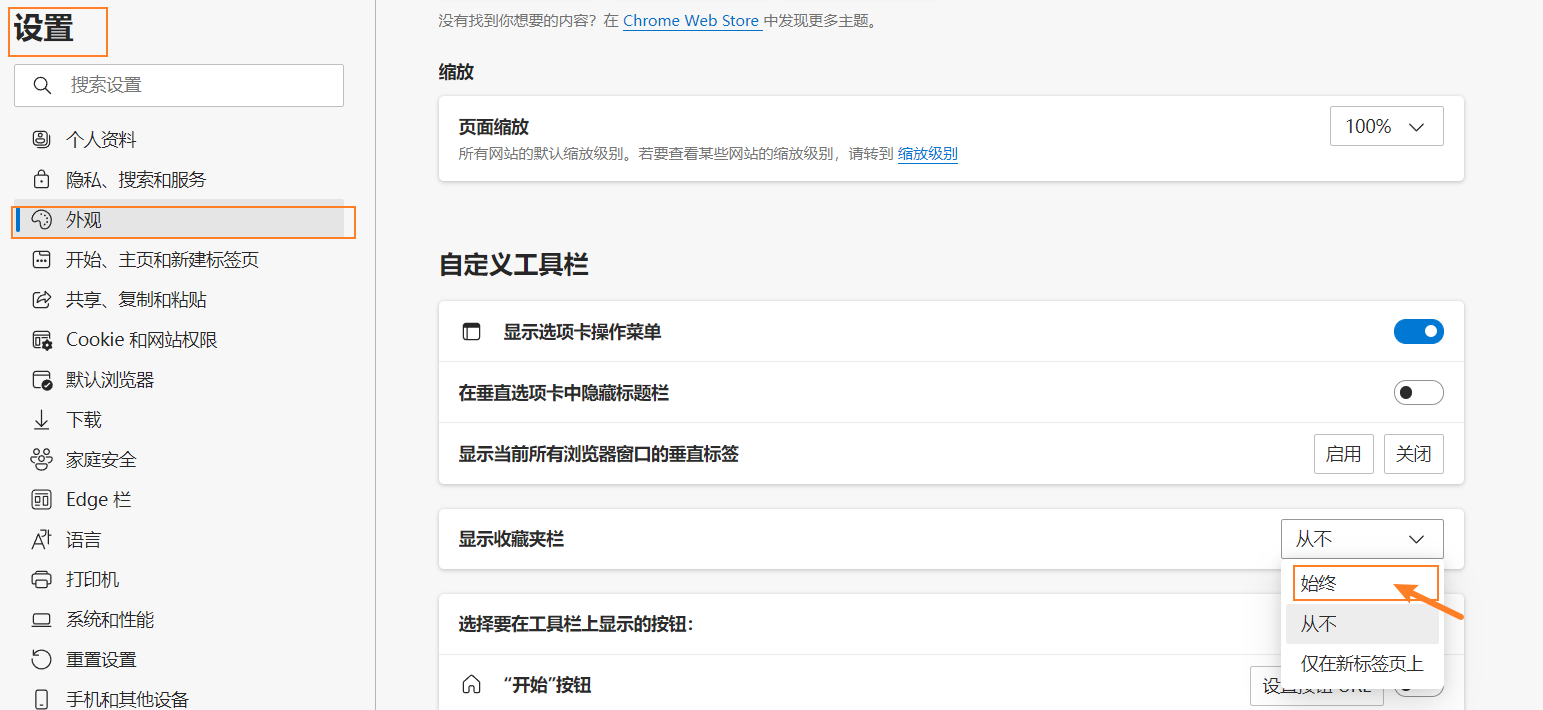 设置
搜索设置
个人资料
隐私、搜索和服务
外观
开始、主页和新建标签页
共享、复制和粘贴
Cookie 和网站权限
默认浏览器
下载
家庭安全
Edge 栏
语言
打印机
系统和性能
重置设置
手机和其他设备
没有找到你想要的内容？在 Chrome Web Store 中发现更多主题。
缩放
页面缩放
100%
所有网站的默认缩放级别。若要查看某些网站的缩放级别，请转到 缩放级别
自定义工具栏
显示选项卡操作菜单
在垂直选项卡中隐藏标题栏
显示当前所有浏览器窗口的垂直标签
启用
关闭
显示收藏夹栏
从不
始终
从不
仅在新标签页上
选择要在工具栏上显示的按钮：
“开始”按钮
设置按钮 URL